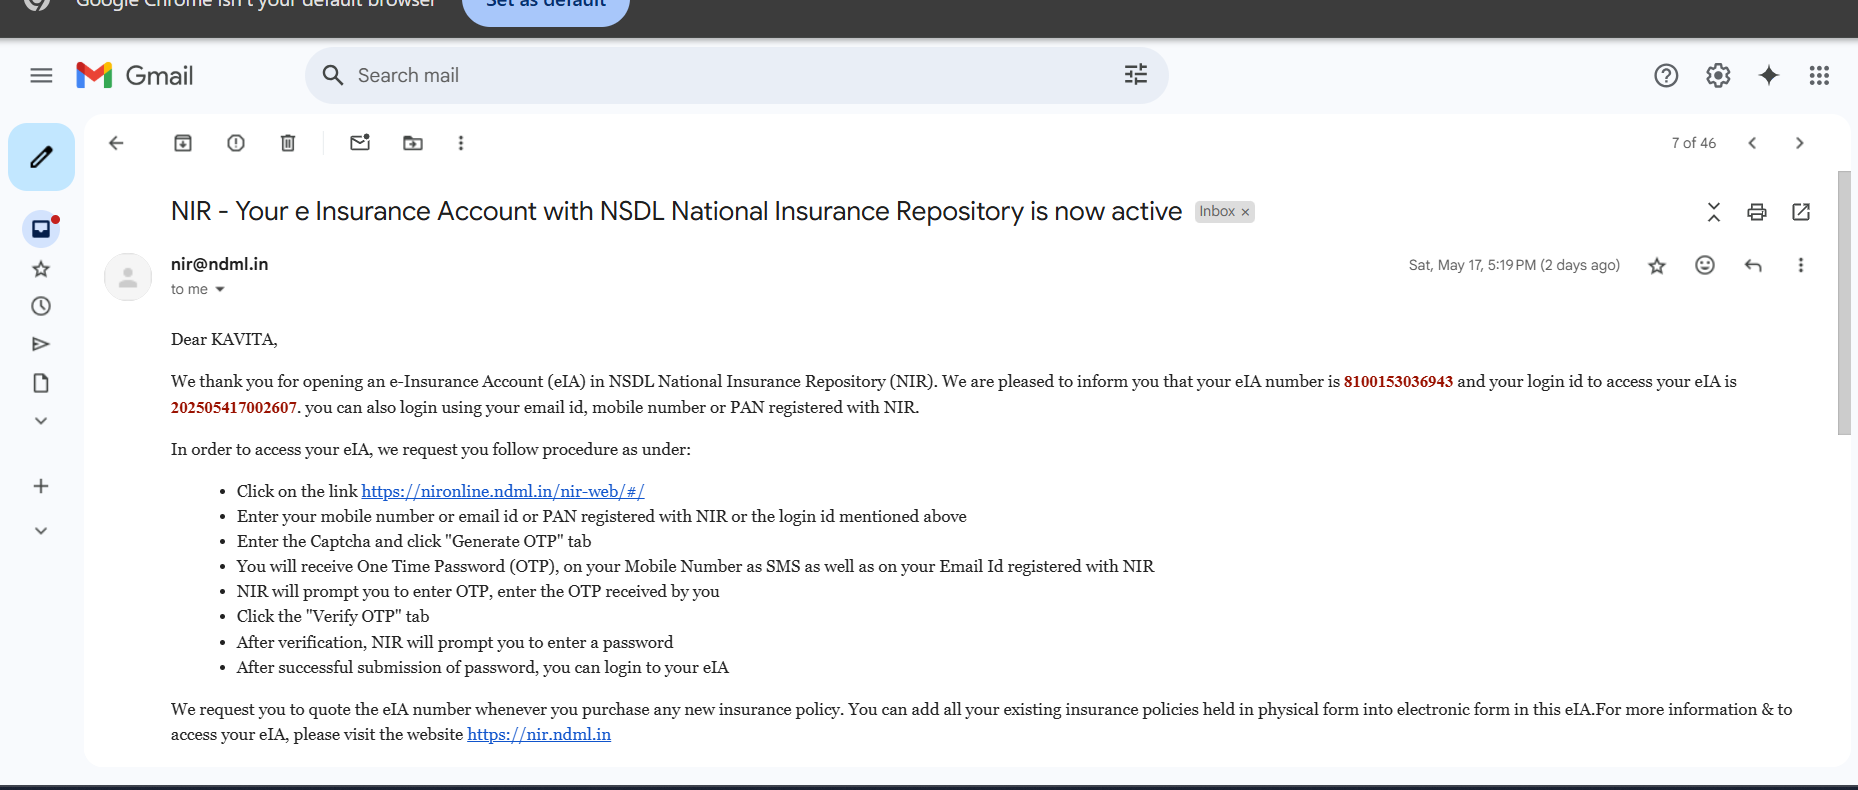 Google Chrome isn't your default browser
Set as default
Gmail
Search mail
7 of 46
NIR - Your e Insurance Account with NSDL National Insurance Repository is now active
Inbox x
nir@ndml.in
Sat, May 17, 5:19 PM (2 days ago)
to me
Dear KAVITA,
We thank you for opening an e-Insurance Account (eIA) in NSDL National Insurance Repository (NIR). We are pleased to inform you that your eIA number is 8100153036943 and your login id to access your eIA is
202505417002607. you can also login using your email id, mobile number or PAN registered with NIR.
In order to access your eIA, we request you follow procedure as under:
• Click on the link https://nironline.ndml.in/nir-web/#/
• Enter your mobile number or email id or PAN registered with NIR or the login id mentioned above
• Enter the Captcha and click "Generate OTP" tab
• You will receive One Time Password (OTP), on your Mobile Number as SMS as well as on your Email Id registered with NIR
• NIR will prompt you to enter OTP, enter the OTP received by you
• Click the "Verify OTP" tab
• After verification, NIR will prompt you to enter a password
• After successful submission of password, you can login to your eIA
We request you to quote the eIA number whenever you purchase any new insurance policy. You can add all your existing insurance policies held in physical form into electronic form in this eIA.For more information & to
access your eIA, please visit the website https://nir.ndml.in